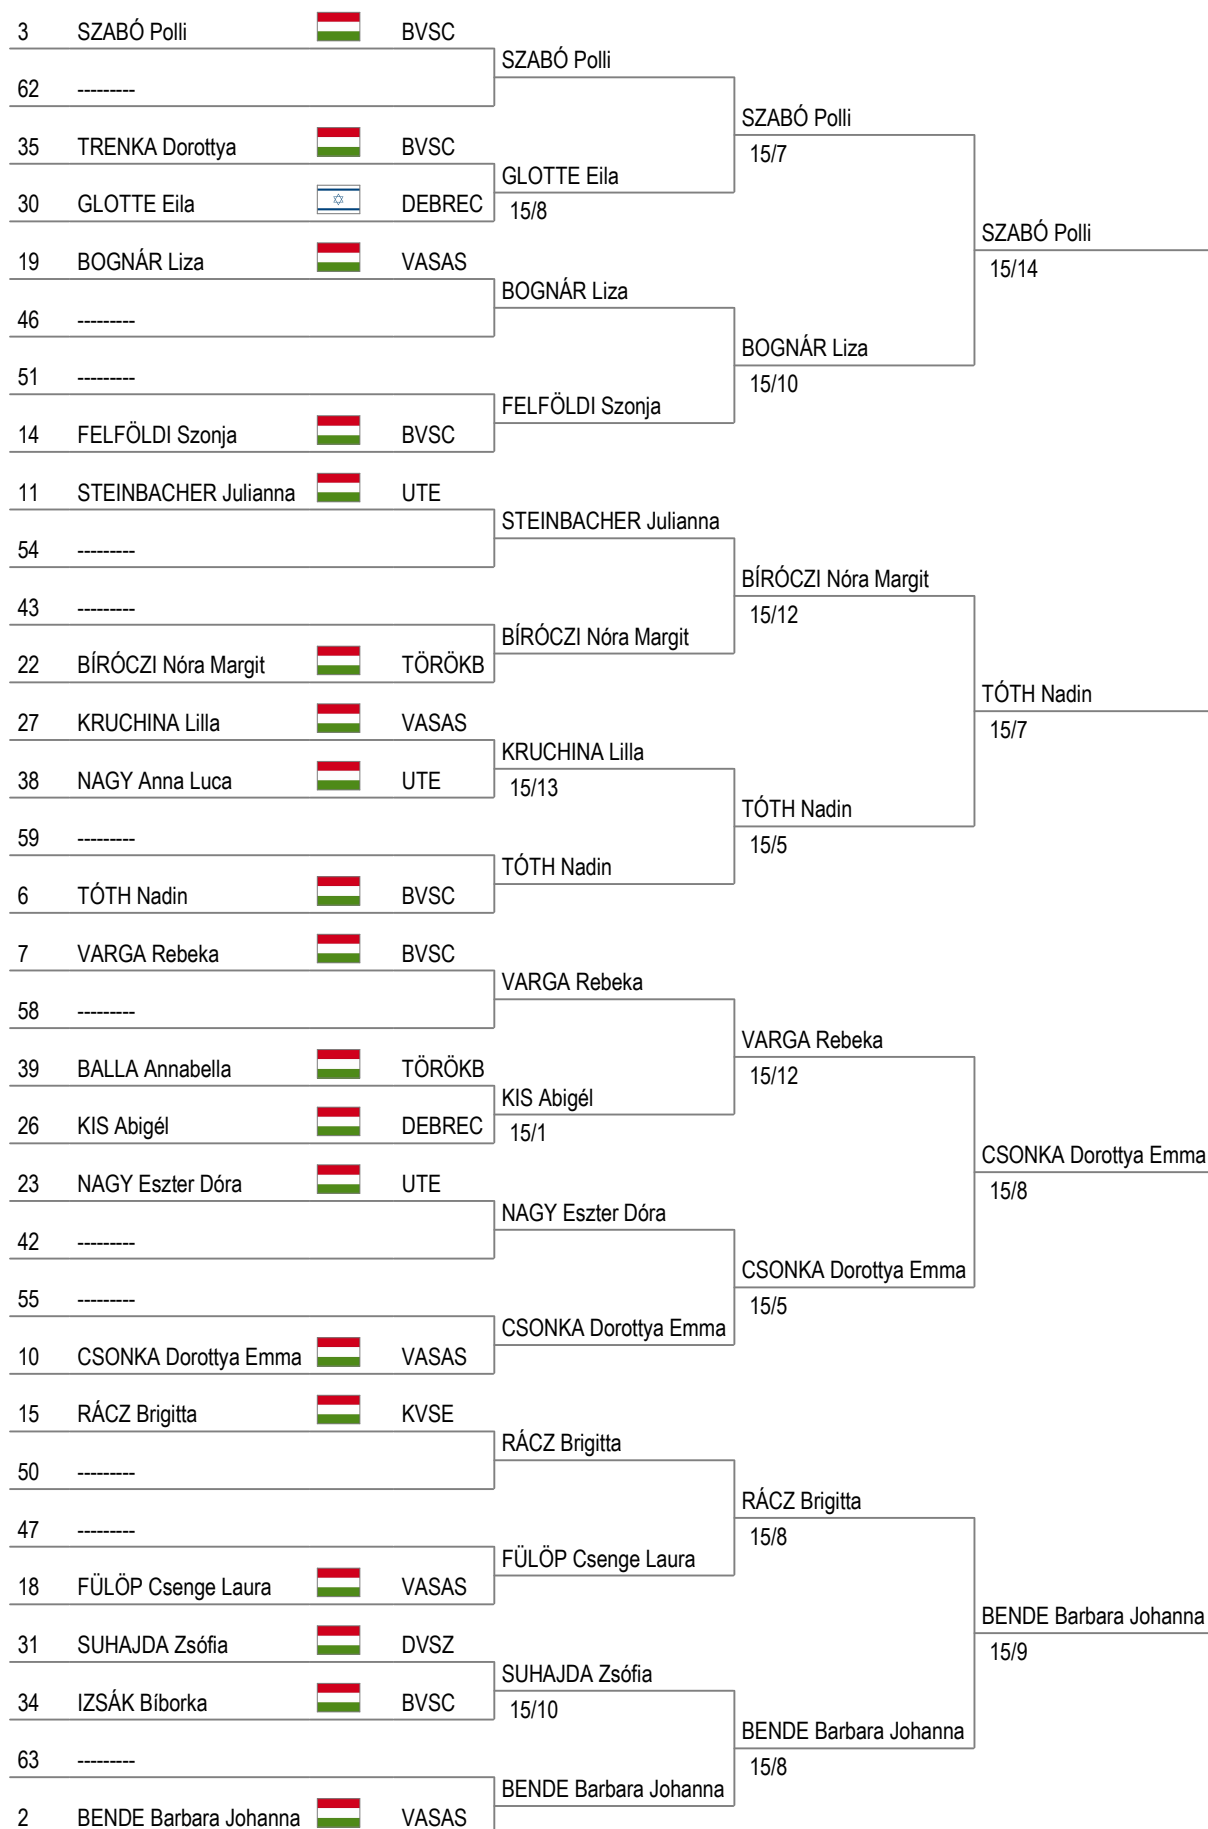 3 SZABÓ Polli BVSC
SZABÓ Polli
62 ---------
SZABÓ Polli
15/7
35 TRENKA Dorottya BVSC
GLOTTE Eila
15/8
30 GLOTTE Eila DEBREC
SZABÓ Polli
15/14
19 BOGNÁR Liza VASAS
BOGNÁR Liza
46 ---------
BOGNÁR Liza
15/10
51 ---------
FELFÖLDI Szonja
14 FELFÖLDI Szonja BVSC
11 STEINBACHER Julianna UTE
STEINBACHER Julianna
54 ---------
BÍRÓCZI Nóra Margit
15/12
43 ---------
BÍRÓCZI Nóra Margit
22 BÍRÓCZI Nóra Margit TÖRÖKB
TÓTH Nadin
15/7
27 KRUCHINA Lilla VASAS
KRUCHINA Lilla
15/13
38 NAGY Anna Luca UTE
TÓTH Nadin
15/5
59 ---------
TÓTH Nadin
6 TÓTH Nadin BVSC
7 VARGA Rebeka BVSC
VARGA Rebeka
58 ---------
VARGA Rebeka
15/12
39 BALLA Annabella TÖRÖKB
KIS Abigél
15/1
26 KIS Abigél DEBREC
CSONKA Dorottya Emma
15/8
23 NAGY Eszter Dóra UTE
NAGY Eszter Dóra
42 ---------
CSONKA Dorottya Emma
15/5
55 ---------
CSONKA Dorottya Emma
10 CSONKA Dorottya Emma VASAS
15 RÁCZ Brigitta KVSE
RÁCZ Brigitta
50 ---------
RÁCZ Brigitta
15/8
47 ---------
FÜLÖP Csenge Laura
18 FÜLÖP Csenge Laura VASAS
BENDE Barbara Johanna
15/9
31 SUHAJDA Zsófia DVSZ
SUHAJDA Zsófia
15/10
34 IZSÁK Bíborka BVSC
BENDE Barbara Johanna
15/8
63 ---------
BENDE Barbara Johanna
2 BENDE Barbara Johanna VASAS